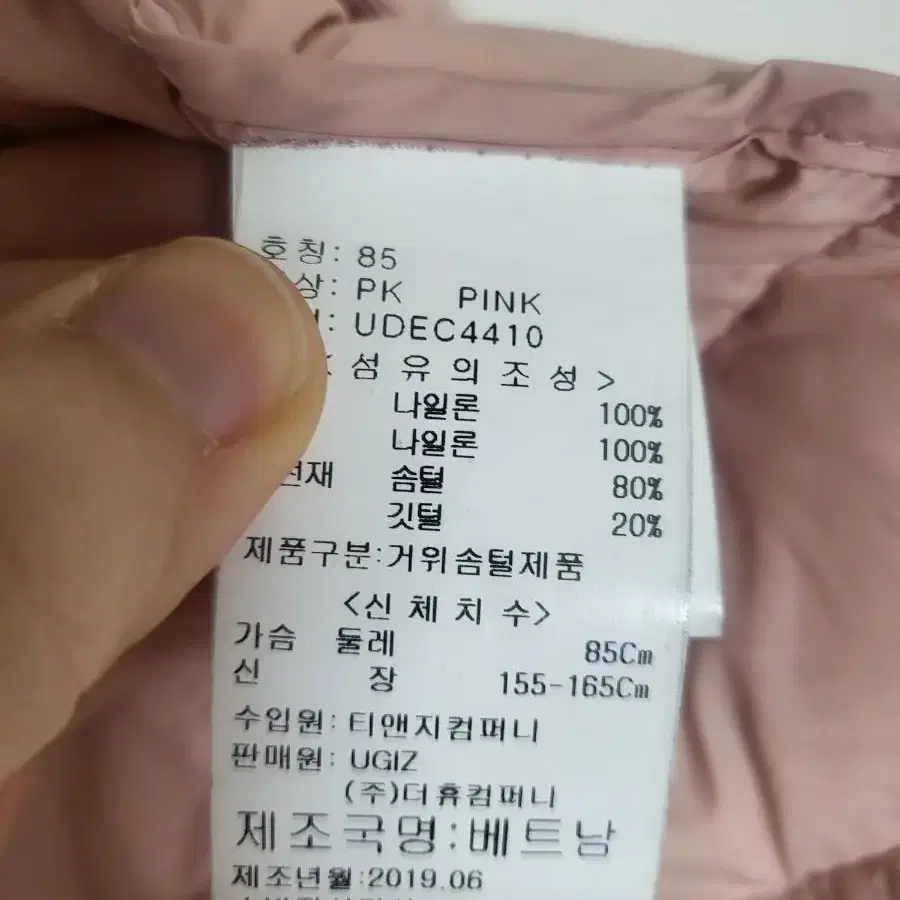 호칭: 85
상: PK PINK
: UDEC4410
섬유의조성>
나일론 100%
나일론 100%
전재 솜털 80%
깃털 20%
제품구분:거위솜털제품
<신체치수>
가슴 둘레 85Cm
신 장 155-165Cm
수입원: 티앤지컴퍼니
판매원: UGIZ
(주)더휴컴퍼니
제조국명:베트남
제조년월:2019.06